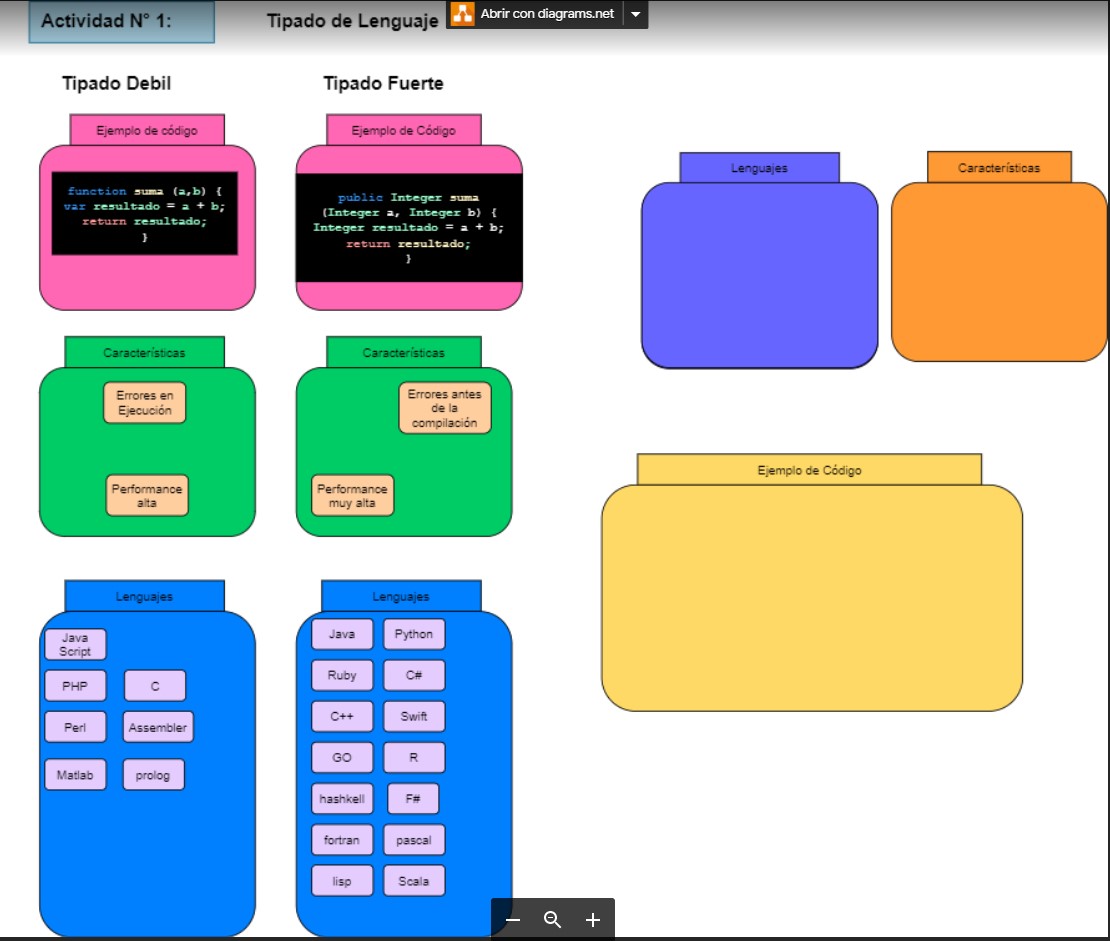 Actividad N° 1:
Tipado de Lenguaje
Abrir con diagrams.net
Tipado Debil
Ejemplo de código
function suma (a,b) {
var resultado = a + b;
return resultado;
}
Características
Errores en
Ejecución
Performance
alta
Lenguajes
Java
Script
PHP
C
Perl
Assembler
Matlab
prolog
Tipado Fuerte
Ejemplo de Código
public Integer suma
(Integer a, Integer b) {
Integer resultado = a + b;
return resultado;
}
Características
Errores antes
de la
compilación
Performance
muy alta
Lenguajes
Java
Python
Ruby
C#
C++
Swift
GO
R
hashkell
F#
fortran
pascal
lisp
Scala
Lenguajes
Características
Ejemplo de Código